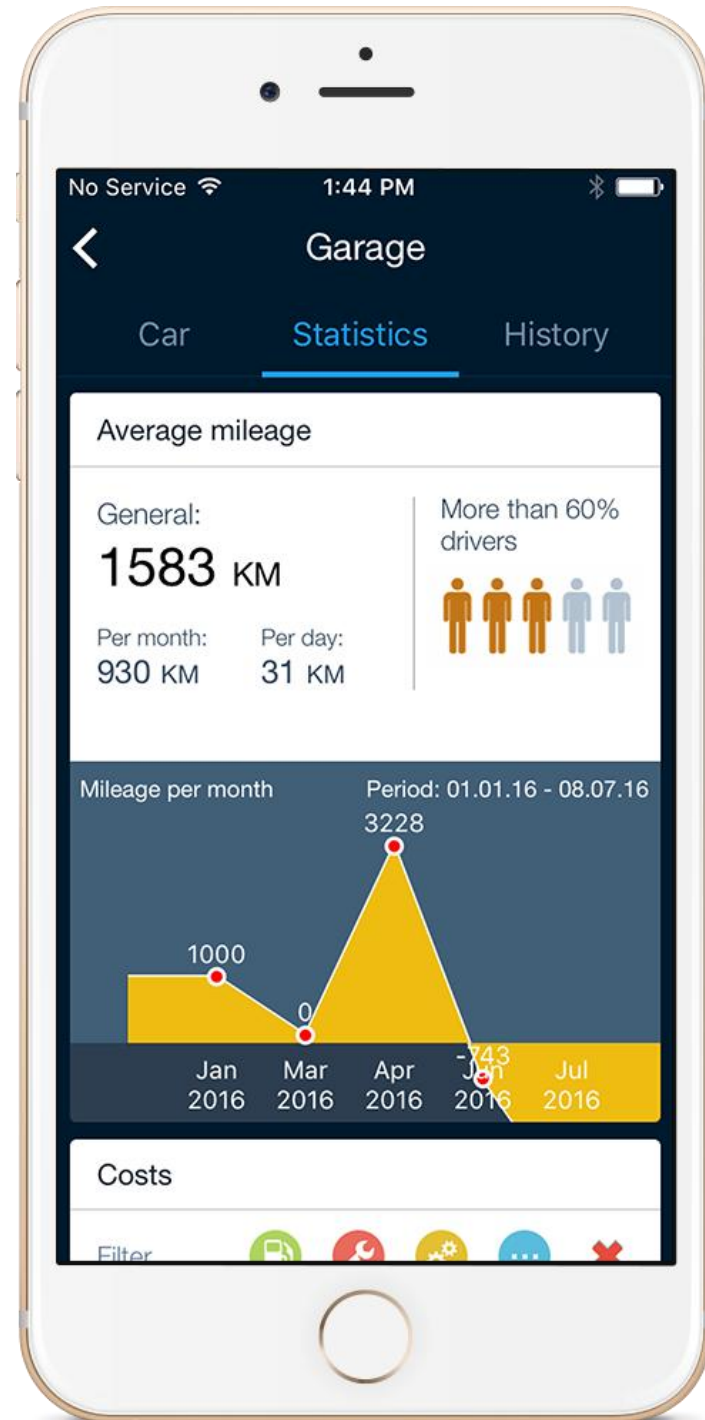 No Service 1:44 PM
Garage
Car Statistics History
Average mileage
General:
1583 KM
Per month: Per day:
930 KM 31 KM
More than 60%
drivers
Mileage per month Period: 01.01.16 - 08.07.16
3228
1000
0
-743
Jan Mar Apr Jun Jul
2016 2016 2016 2016 2016
Costs
Filter